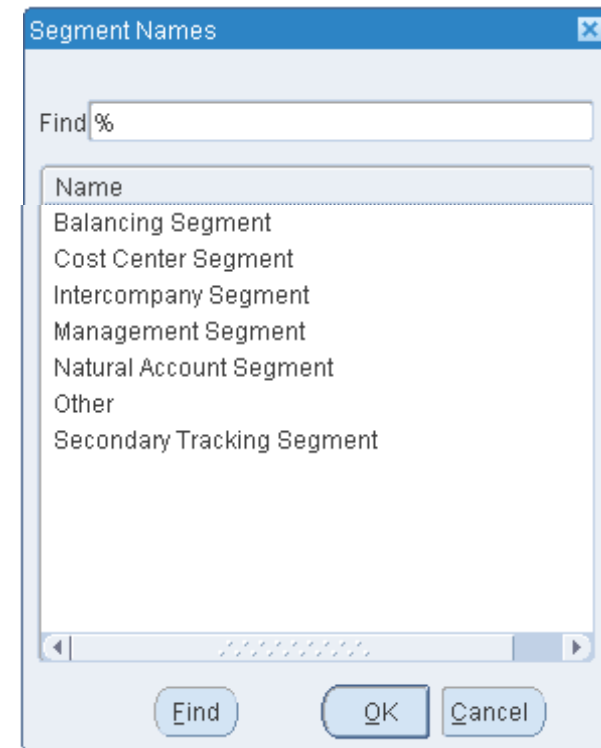 Segment Names
Find %
Name
Balancing Segment
Cost Center Segment
Intercompany Segment
Management Segment
Natural Account Segment
Other
Secondary Tracking Segment
Find OK Cancel